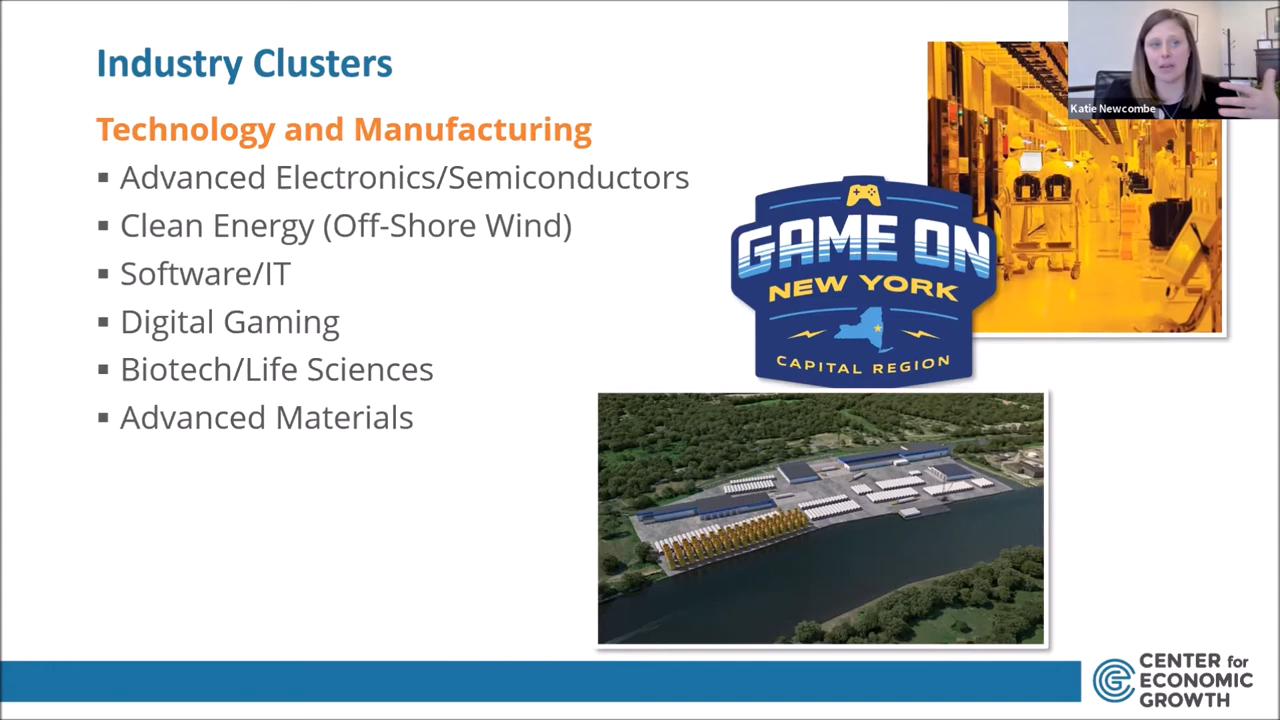 Industry Clusters
Technology and Manufacturing
▪ Advanced Electronics/Semiconductors
▪ Clean Energy (Off-Shore Wind)
▪ Software/IT
▪ Digital Gaming
▪ Biotech/Life Sciences
▪ Advanced Materials
Katie Newcombe
GAME ON
NEW YORK
CAPITAL REGION
CENTER for
ECONOMIC
GROWTH